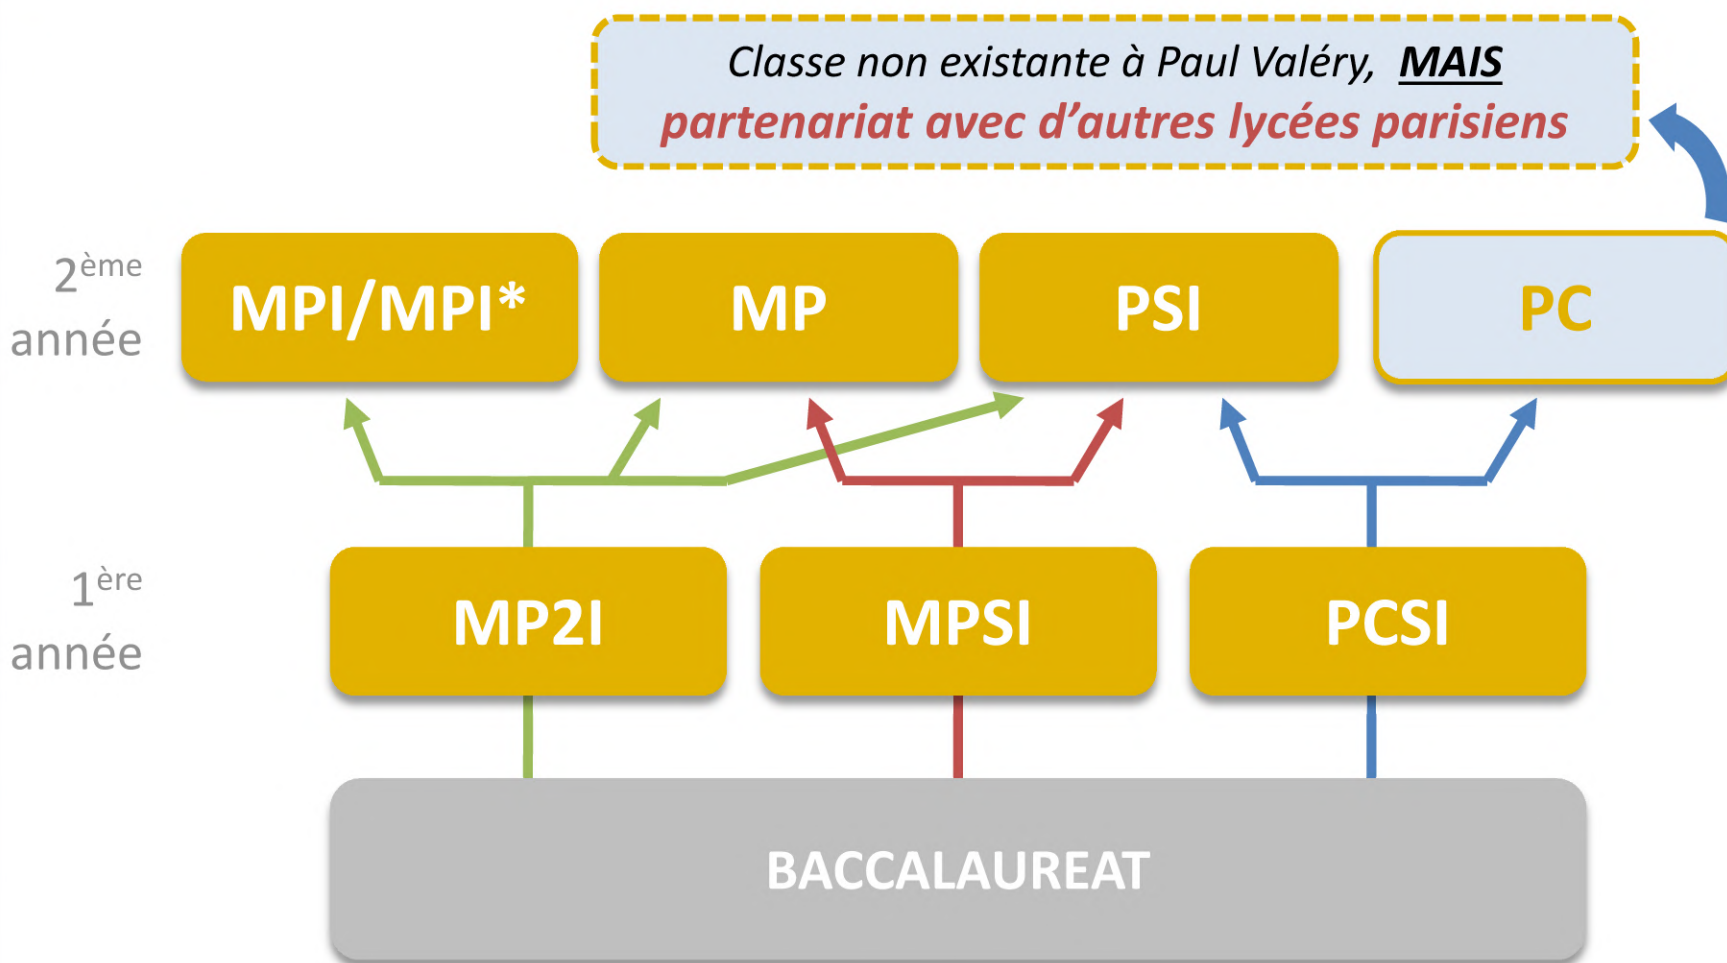 Classe non existante à Paul Valéry, MAIS
partenariat avec d'autres lycées parisiens
2ème
année
MPI/MPI*
MP
PSI
PC
1ère
année
MP2I
MPSI
PCSI
BACCALAUREAT